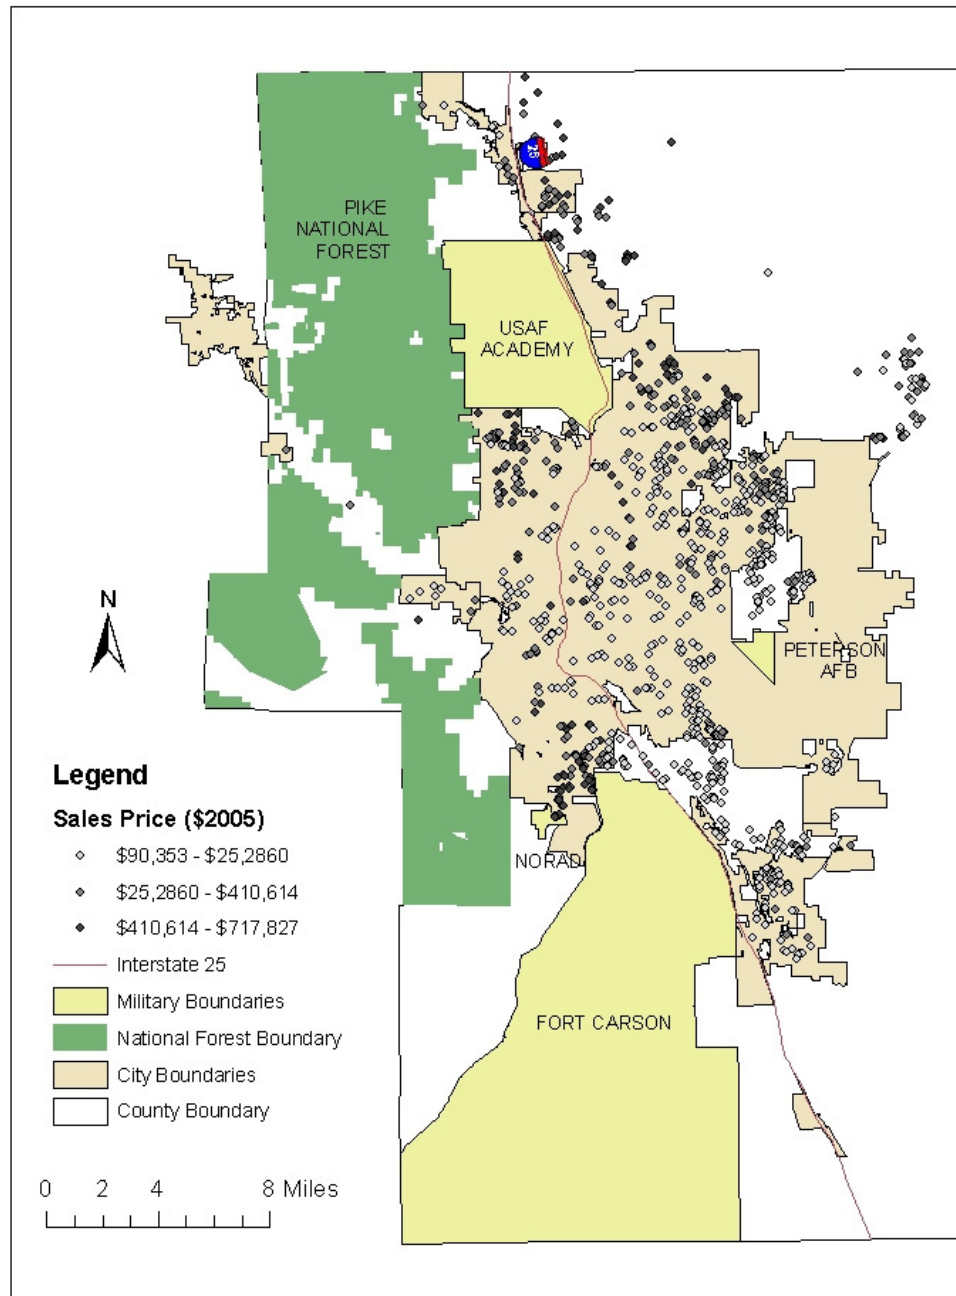 25
PIKE
NATIONAL
FOREST
USAF
ACADEMY
N
PETERSON
AFB
NORAD
FORT CARSON
Legend
Sales Price ($2005)
$90,353 - $25,2860
$25,2860 - $410,614
$410,614 - $717,827
Interstate 25
Military Boundaries
National Forest Boundary
City Boundaries
County Boundary
0 2 4 8 Miles